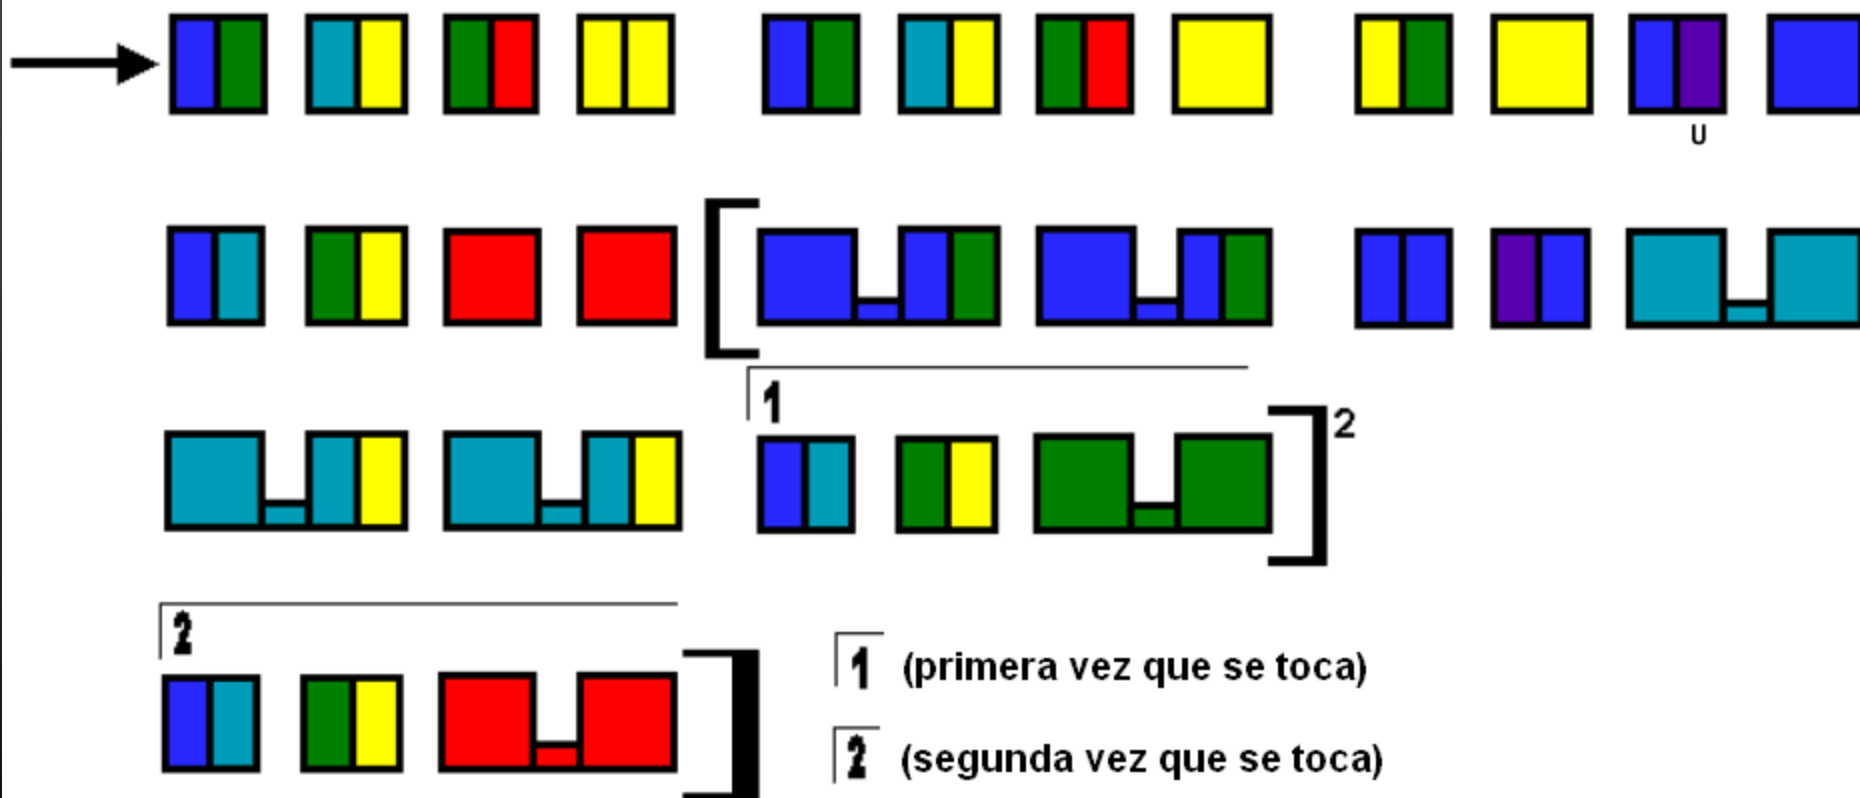 U
1
2
2
1 (primera vez que se toca)
2 (segunda vez que se toca)